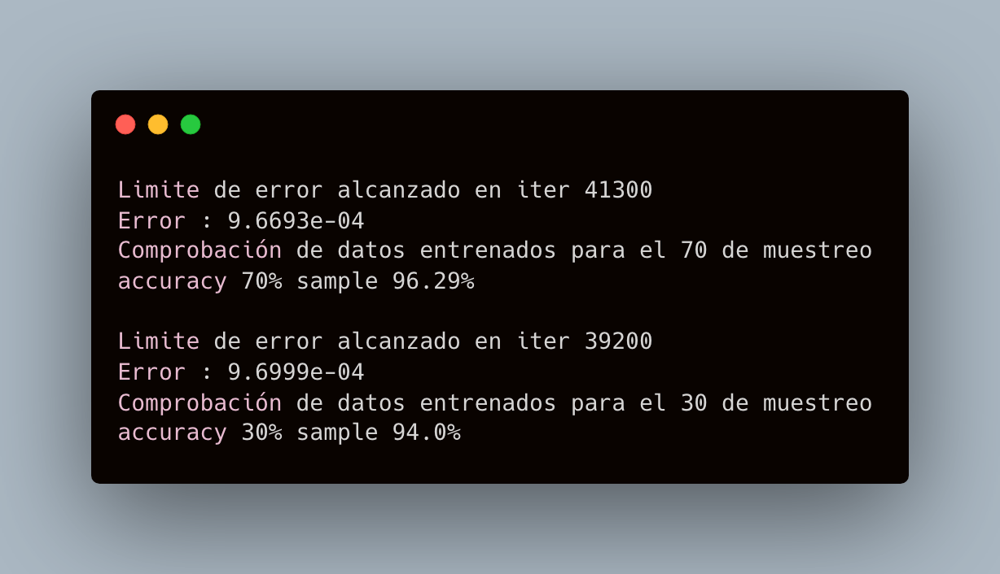 Limite de error alcanzado en iter 41300
Error : 9.6693e-04
Comprobación de datos entrenados para el 70 de muestreo
accuracy 70% sample 96.29%
Limite de error alcanzado en iter 39200
Error : 9.6999e-04
Comprobación de datos entrenados para el 30 de muestreo
accuracy 30% sample 94.0%